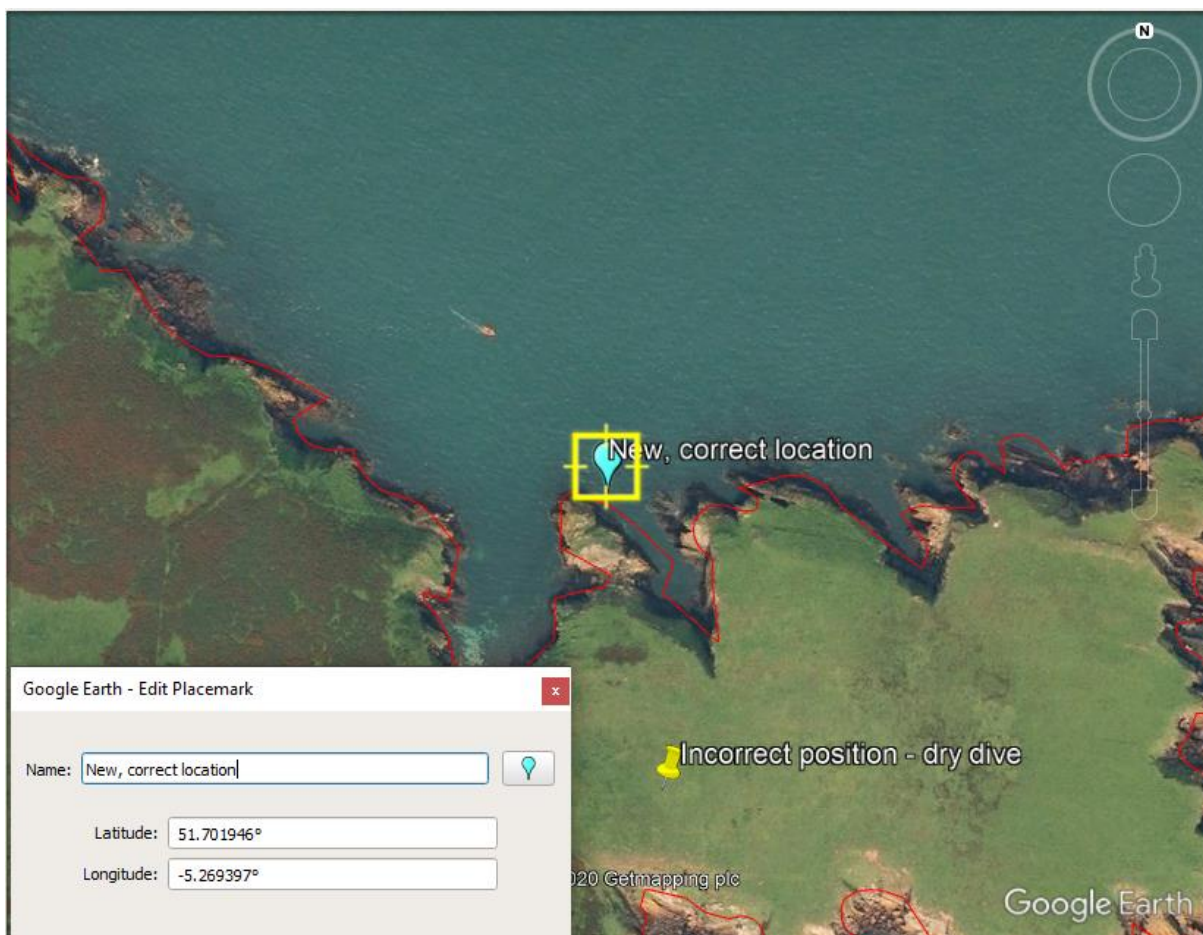 N
New, correct location
Google Earth - Edit Placemark
x
Name: New, correct location
Incorrect position - dry dive
Latitude: 51.701946°
Longitude: -5.269397°
020 Getmapping plc
Google Earth